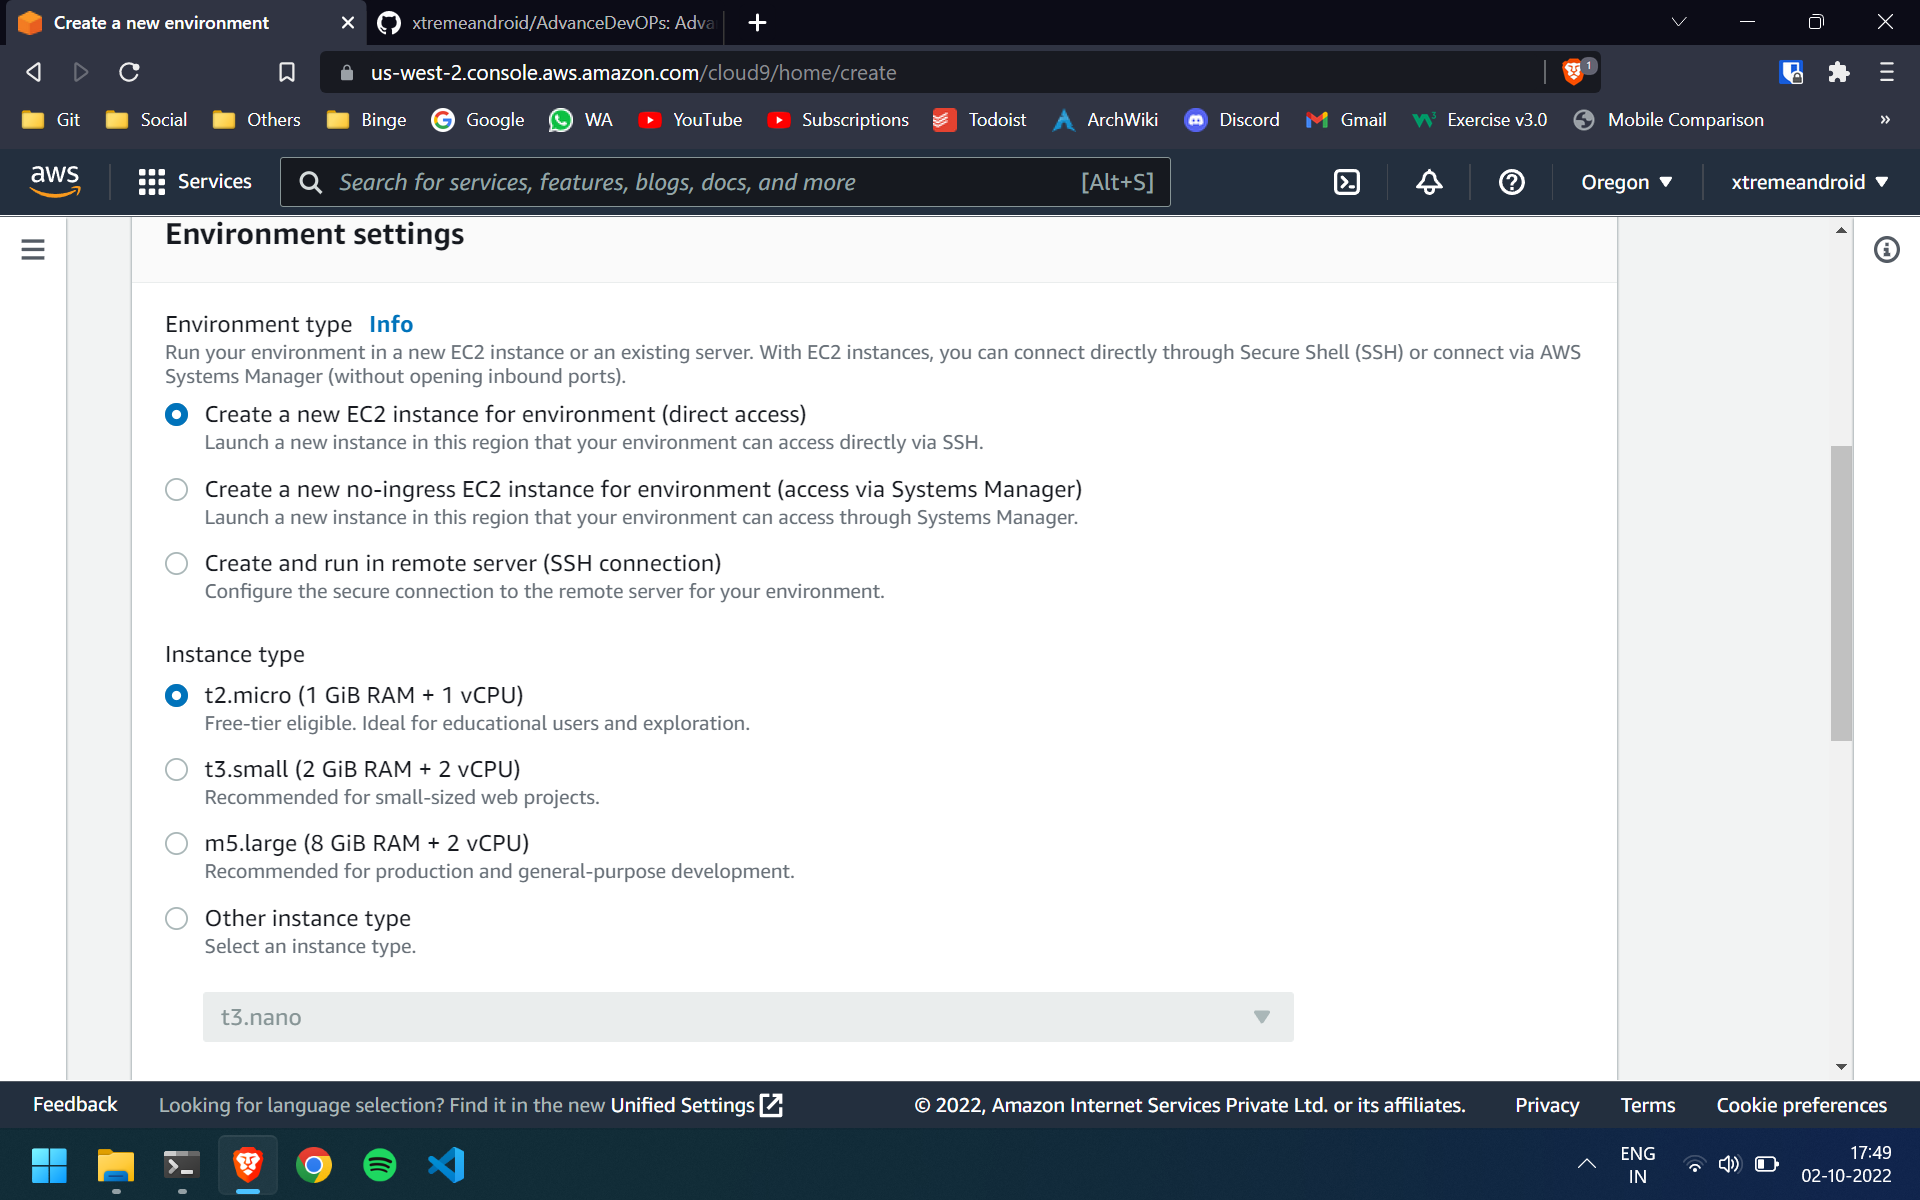 Create a new environment
xtremeandroid/AdvanceDevOPs: Adva
us-west-2.console.aws.amazon.com/cloud9/home/create
1
Git Social Others Binge Google WA YouTube Subscriptions Todoist ArchWiki Discord Gmail Exercise v3.0 Mobile Comparison »
aws Services Search for services, features, blogs, docs, and more [Alt+S] Oregon xtremeandroid
Environment settings
Environment type Info
Run your environment in a new EC2 instance or an existing server. With EC2 instances, you can connect directly through Secure Shell (SSH) or connect via AWS
Systems Manager (without opening inbound ports).
Create a new EC2 instance for environment (direct access)
Launch a new instance in this region that your environment can access directly via SSH.
Create a new no-ingress EC2 instance for environment (access via Systems Manager)
Launch a new instance in this region that your environment can access through Systems Manager.
Create and run in remote server (SSH connection)
Configure the secure connection to the remote server for your environment.
Instance type
t2.micro (1 GiB RAM + 1 vCPU)
Free-tier eligible. Ideal for educational users and exploration.
t3.small (2 GiB RAM + 2 vCPU)
Recommended for small-sized web projects.
m5.large (8 GiB RAM + 2 vCPU)
Recommended for production and general-purpose development.
Other instance type
Select an instance type.
t3.nano
Feedback Looking for language selection? Find it in the new Unified Settings © 2022, Amazon Internet Services Private Ltd. or its affiliates. Privacy Terms Cookie preferences
ENG 17:49
IN 02-10-2022